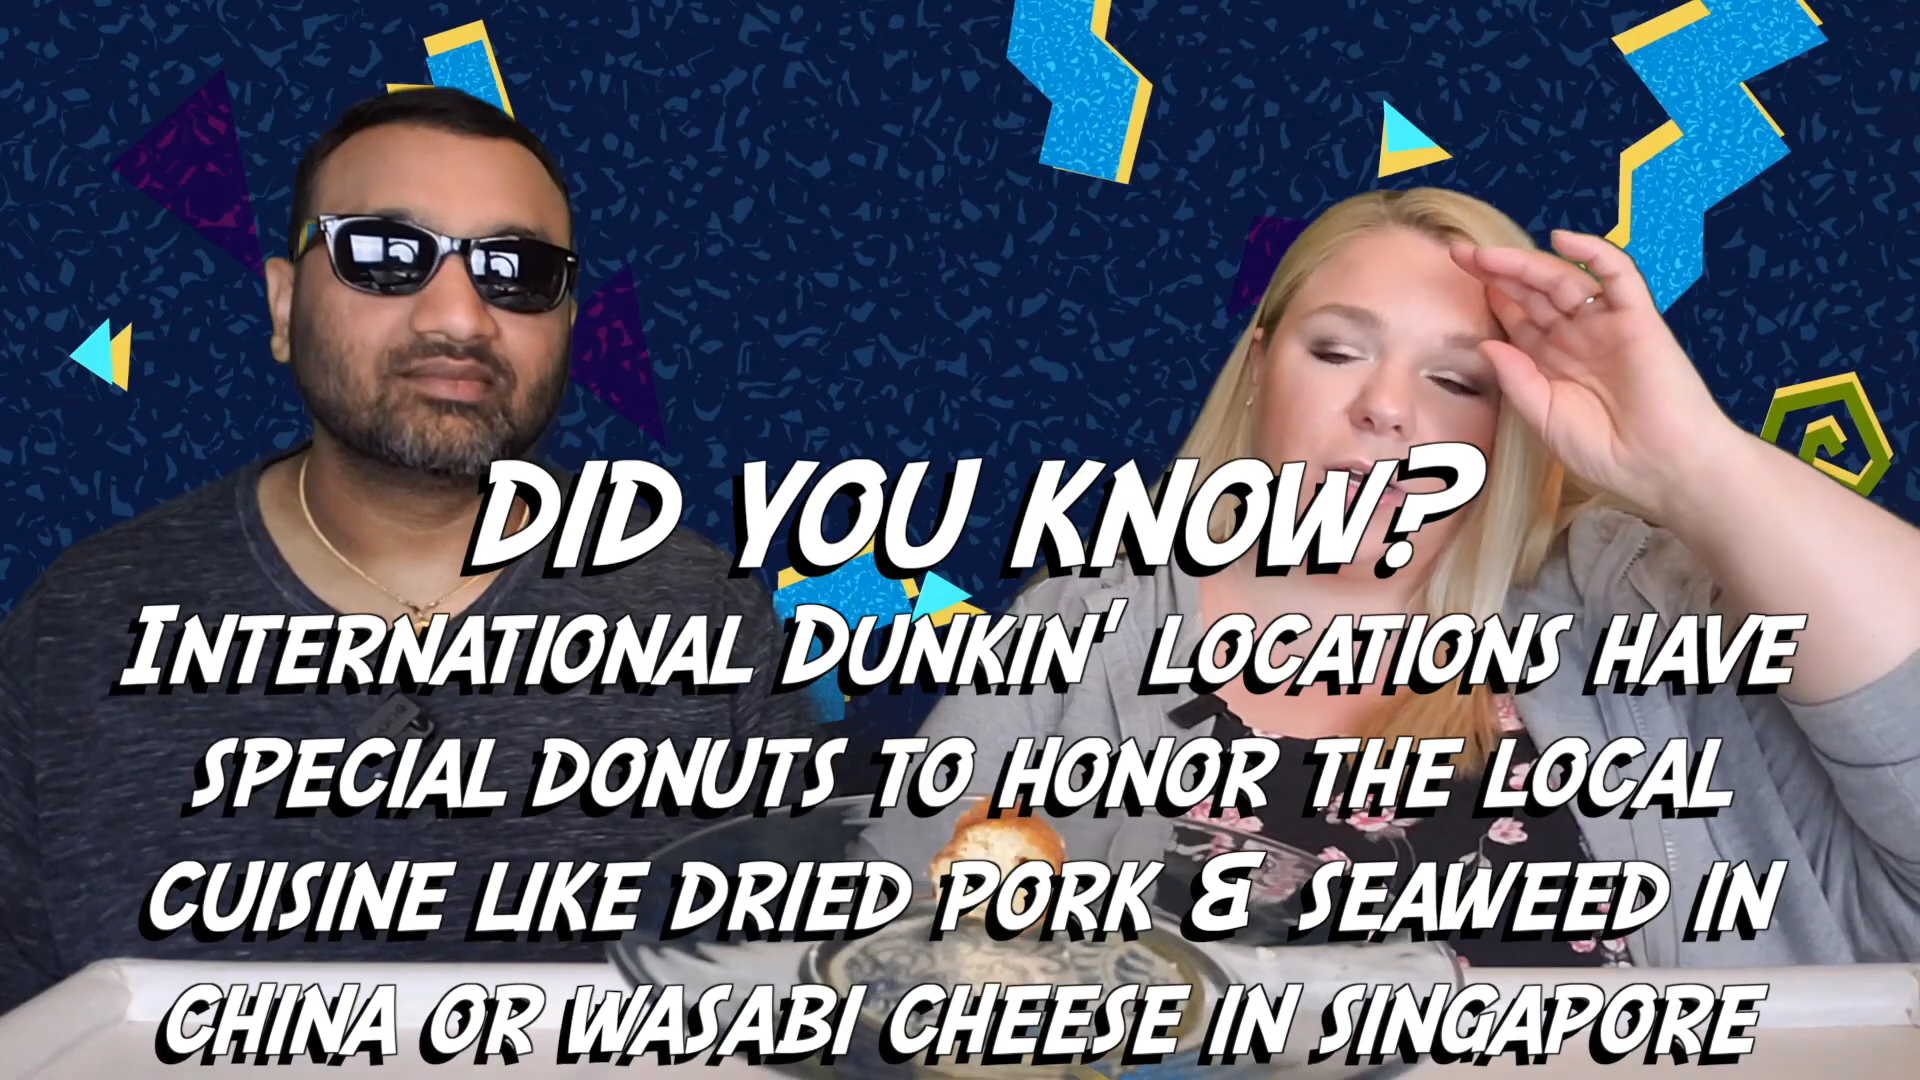 DID YOU KNOW?
INTERNATIONAL DUNKIN' LOCATIONS HAVE
SPECIAL DONUTS TO HONOR THE LOCAL
CUISINE LIKE DRIED PORK & SEAWEED IN
CHINA OR WASABI CHEESE IN SINGAPORE